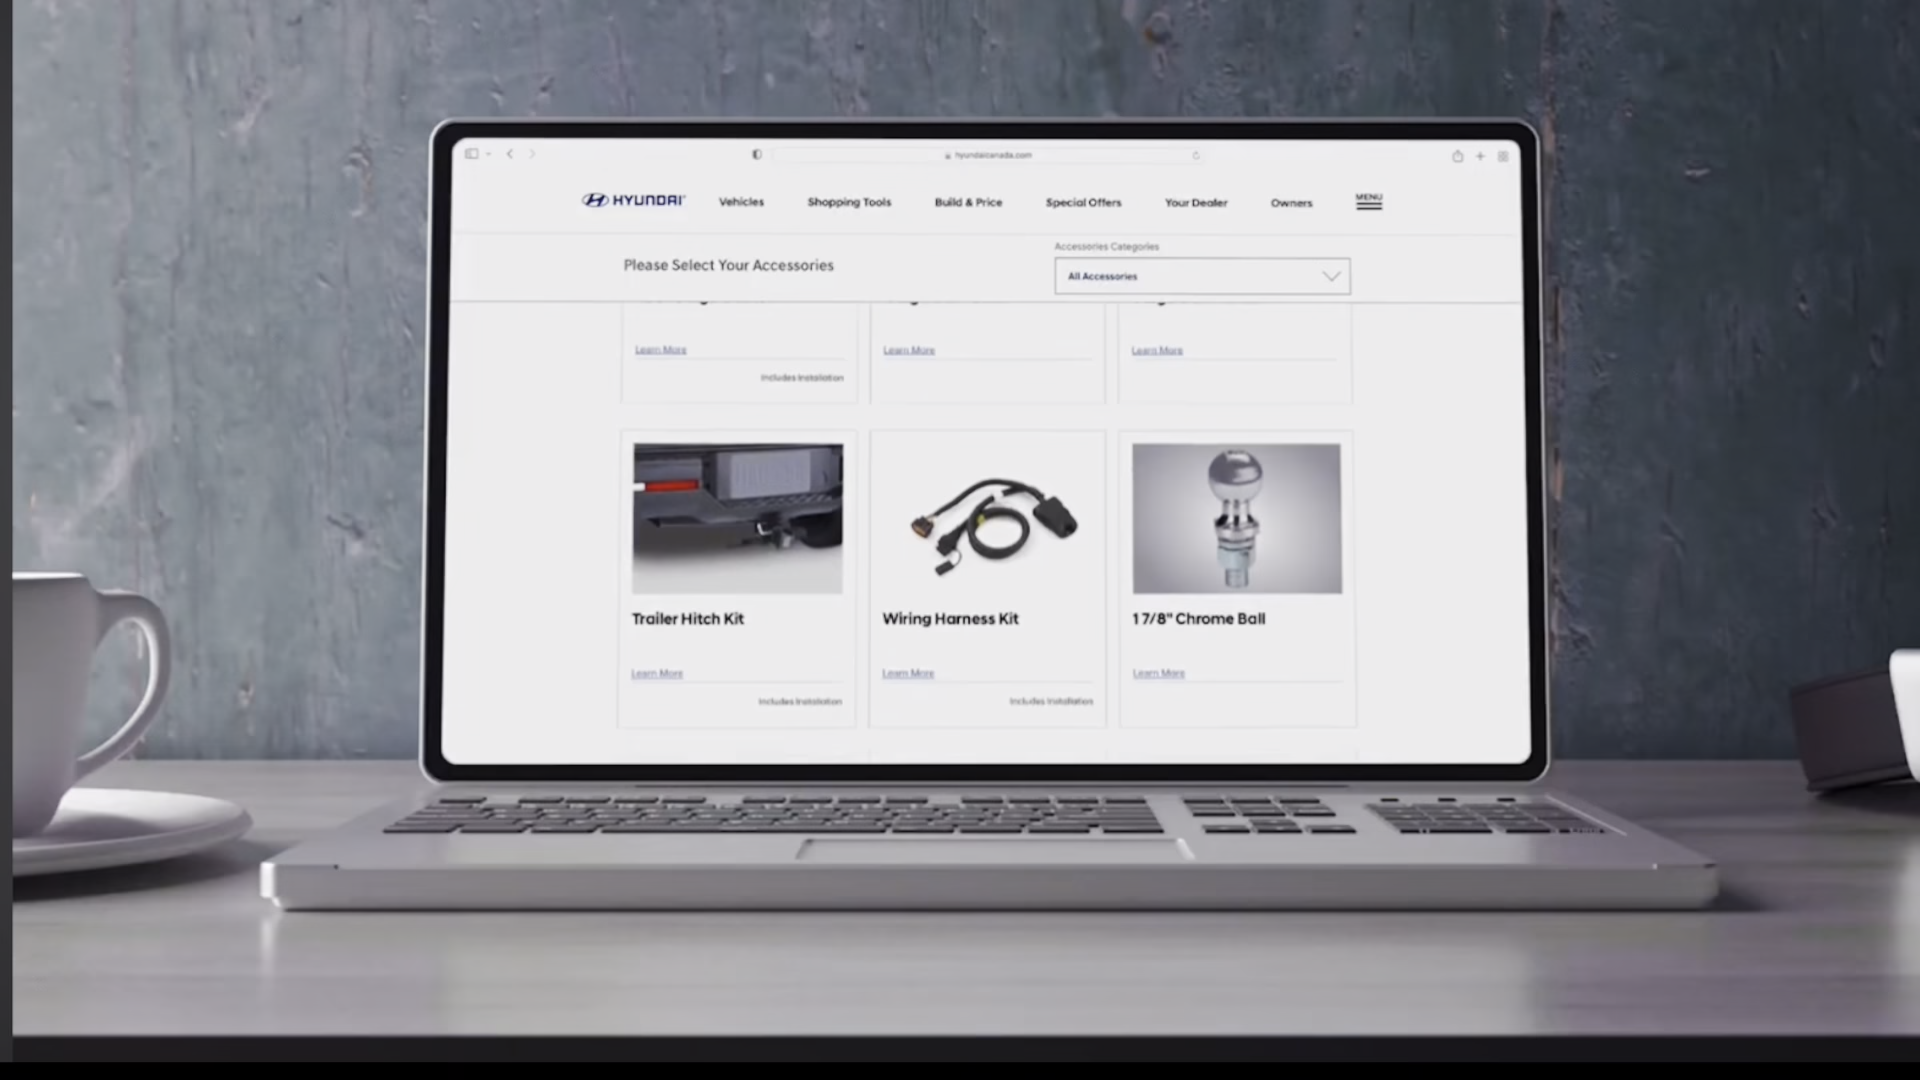 hyundaicanada.com
HYUNDAI
Vehicles
Shopping Tools
Build & Price
Special Offers
Your Dealer
Owners
MENU
Please Select Your Accessories
Accessories Categories
All Accessories
Learn More
Learn More
Learn More
Includes Installation
Trailer Hitch Kit
Wiring Harness Kit
1 7/8" Chrome Ball
Learn More
Learn More
Learn More
Includes Installation
Includes Installation